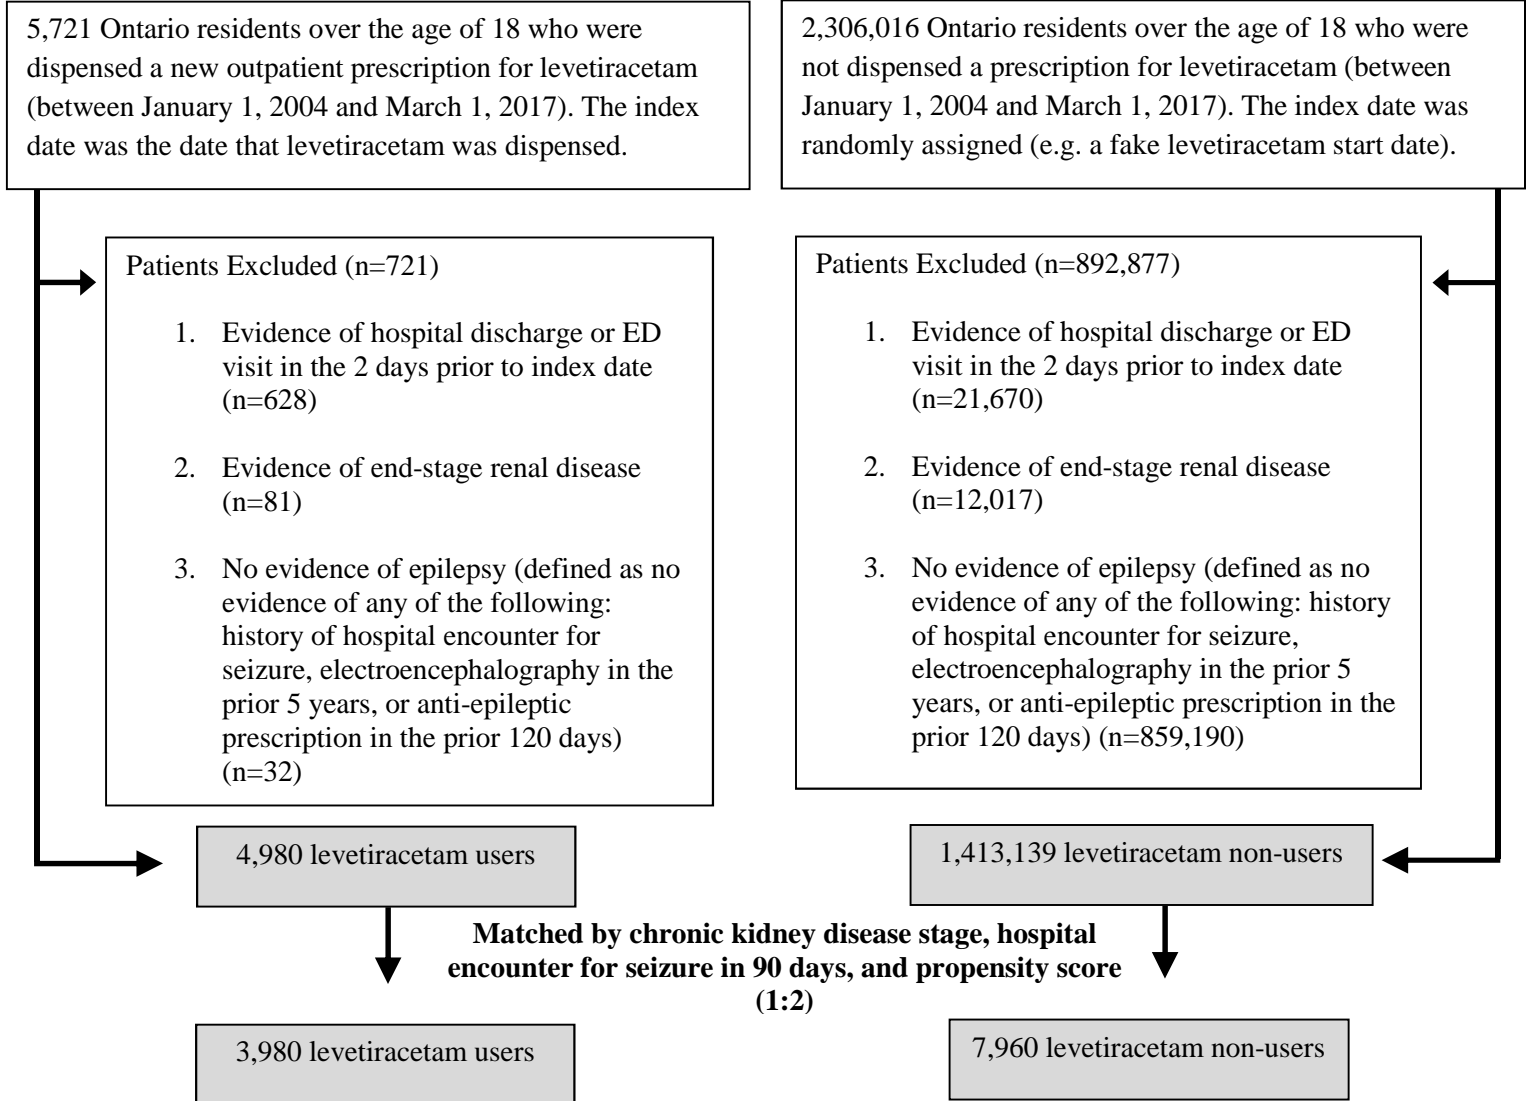 5,721 Ontario residents over the age of 18 who were
dispensed a new outpatient prescription for levetiracetam
(between January 1, 2004 and March 1, 2017). The index
date was the date that levetiracetam was dispensed.
2,306,016 Ontario residents over the age of 18 who were
not dispensed a prescription for levetiracetam (between
January 1, 2004 and March 1, 2017). The index date was
randomly assigned (e.g. a fake levetiracetam start date).
Patients Excluded (n=721)
1. Evidence of hospital discharge or ED
visit in the 2 days prior to index date
(n=628)
2. Evidence of end-stage renal disease
(n=81)
3. No evidence of epilepsy (defined as no
evidence of any of the following:
history of hospital encounter for
seizure, electroencephalography in the
prior 5 years, or anti-epileptic
prescription in the prior 120 days)
(n=32)
Patients Excluded (n=892,877)
1. Evidence of hospital discharge or ED
visit in the 2 days prior to index date
(n=21,670)
2. Evidence of end-stage renal disease
(n=12,017)
3. No evidence of epilepsy (defined as no
evidence of any of the following: history
of hospital encounter for seizure,
electroencephalography in the prior 5
years, or anti-epileptic prescription in the
prior 120 days) (n=859,190)
4,980 levetiracetam users
1,413,139 levetiracetam non-users
Matched by chronic kidney disease stage, hospital
encounter for seizure in 90 days, and propensity score
(1:2)
3,980 levetiracetam users
7,960 levetiracetam non-users